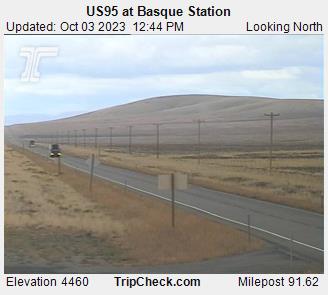 US95 at Basque Station
Updated: Oct 03 2023 12:44 PM Looking North
Elevation 4460 TripCheck.com Milepost 91.62